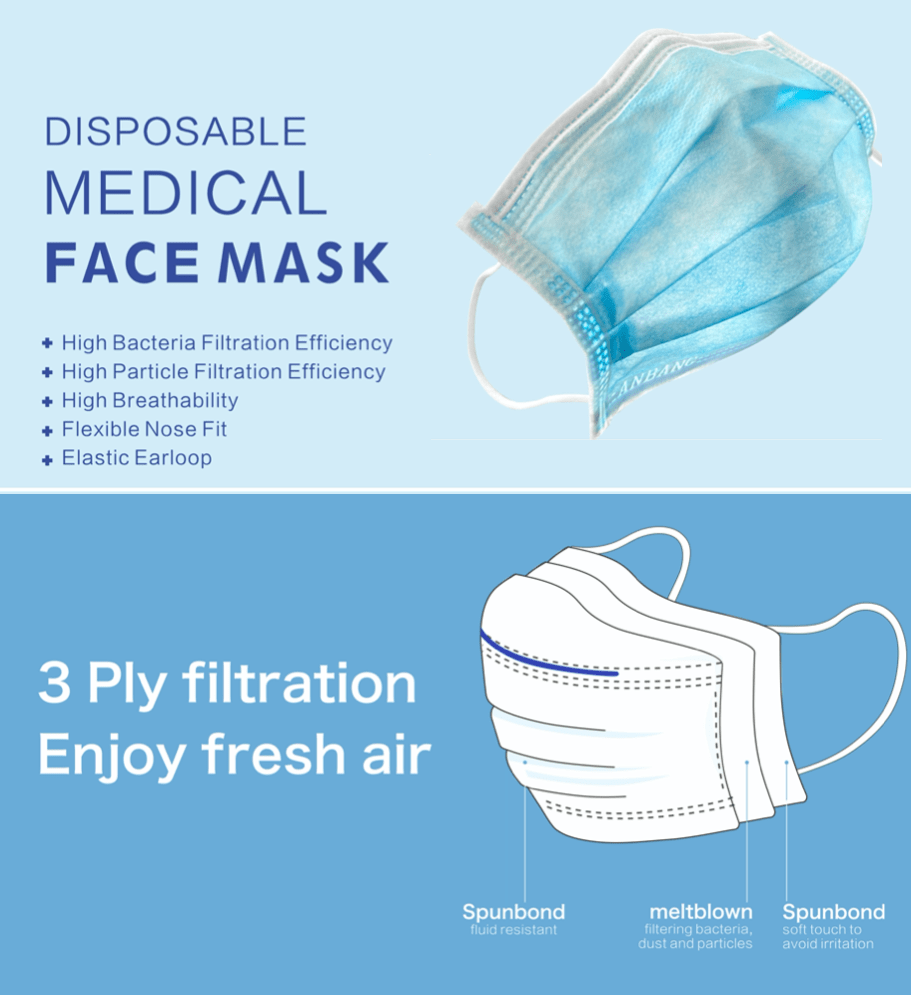 DISPOSABLE
MEDICAL
FACE MASK
High Bacteria Filtration Efficiency
High Particle Filtration Efficiency
High Breathability
Flexible Nose Fit
Elastic Earloop
ANBANG
3 Ply filtration
Enjoy fresh air
Spunbond
fluid resistant
meltblown
filtering bacteria,
dust and particles
Spunbond
soft touch to
avoid irritation